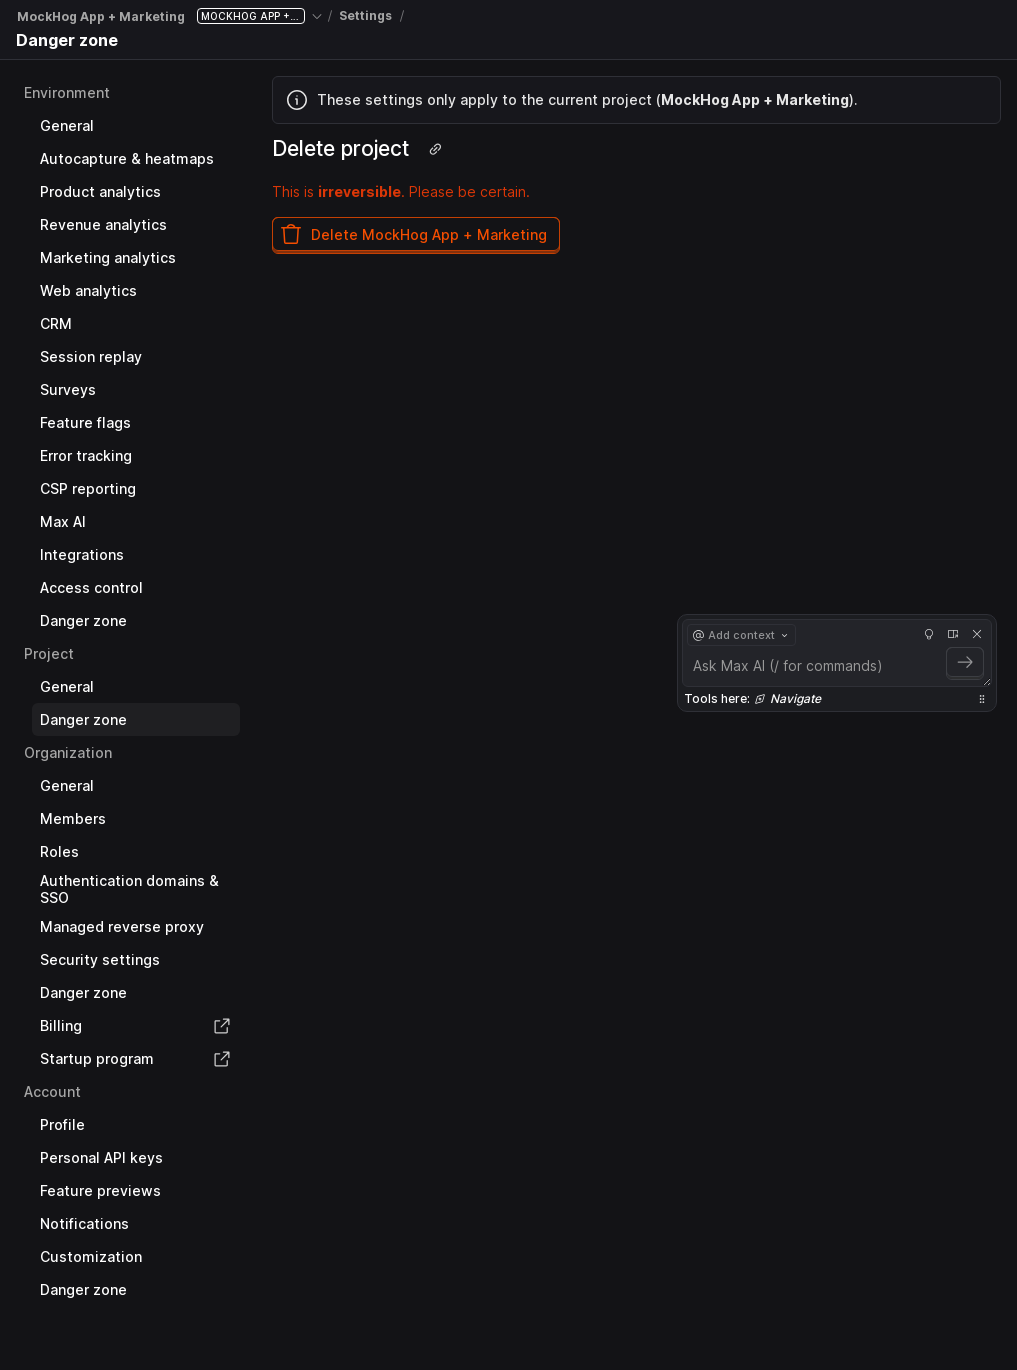 MockHog App + Marketing MOCKHOG APP +... / Settings /
Danger zone
Environment
General
Autocapture & heatmaps
Product analytics
Revenue analytics
Marketing analytics
Web analytics
CRM
Session replay
Surveys
Feature flags
Error tracking
CSP reporting
Max AI
Integrations
Access control
Danger zone
Project
General
Danger zone
Organization
General
Members
Roles
Authentication domains &
SSO
Managed reverse proxy
Security settings
Danger zone
Billing
Startup program
Account
Profile
Personal API keys
Feature previews
Notifications
Customization
Danger zone
These settings only apply to the current project (MockHog App + Marketing).
Delete project
This is irreversible. Please be certain.
Delete MockHog App + Marketing
@ Add context
Ask Max AI (/ for commands)
Tools here: Navigate